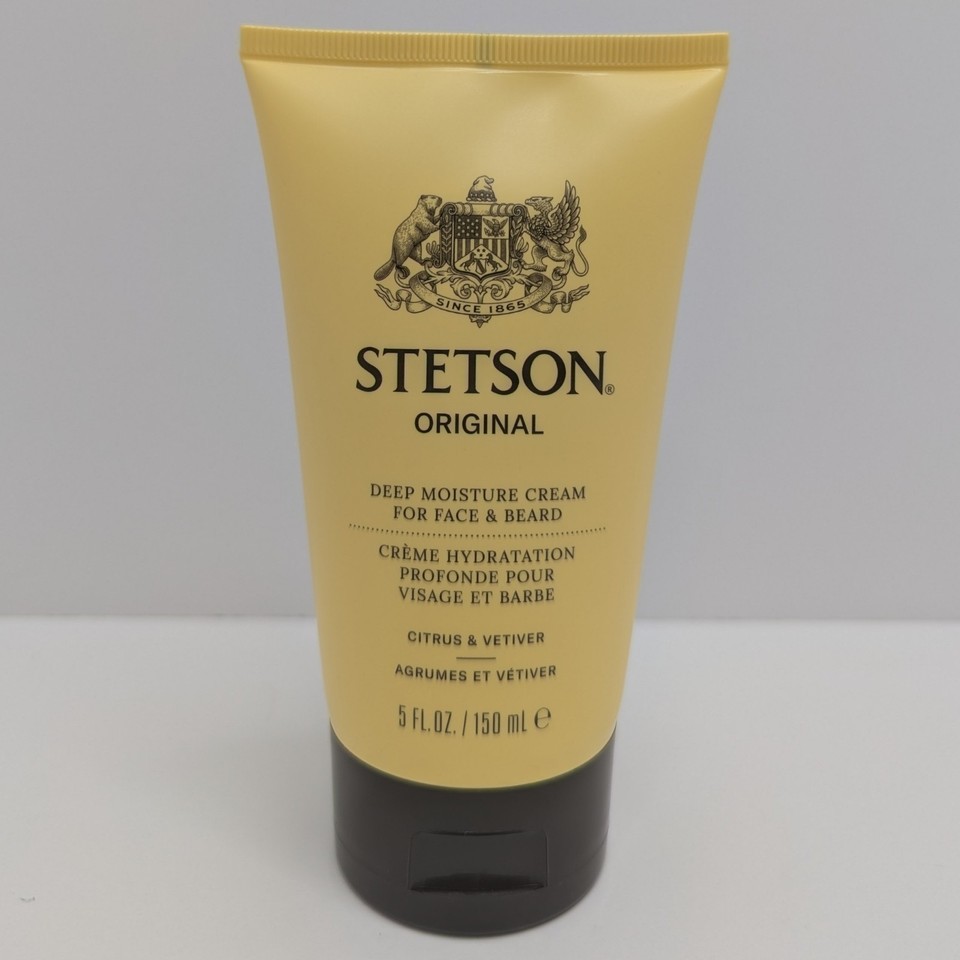 SINCE 1865
STETSON®
ORIGINAL
DEEP MOISTURE CREAM
FOR FACE & BEARD
CRÈME HYDRATATION
PROFONDE POUR
VISAGE ET BARBE
CITRUS & VETIVER
AGRUMES ET VÉTIVER
5 FL.OZ. / 150 mL ℮